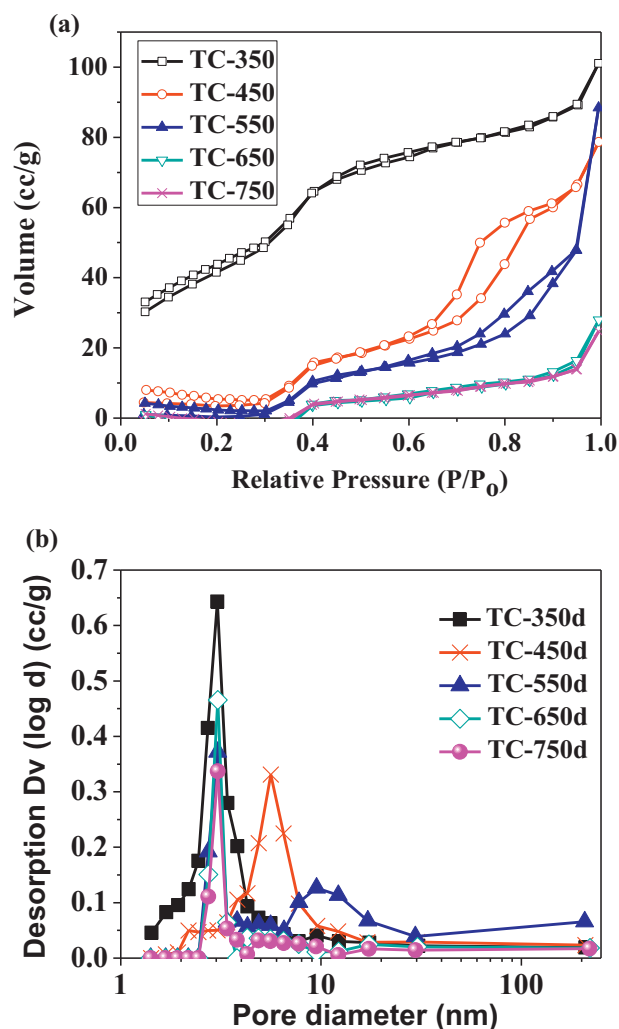 (a)
TC-350
TC-450
TC-550
TC-650
TC-750
100
80
60
40
20
0
Volume (cc/g)
0.0 0.2 0.4 0.6 0.8 1.0
Relative Pressure (P/Po)
(b)
0.7
0.6
0.5
0.4
0.3
0.2
0.1
0.0
Desorption Dv (log d) (cc/g)
TC-350d
TC-450d
TC-550d
TC-650d
TC-750d
1 10 100
Pore diameter (nm)